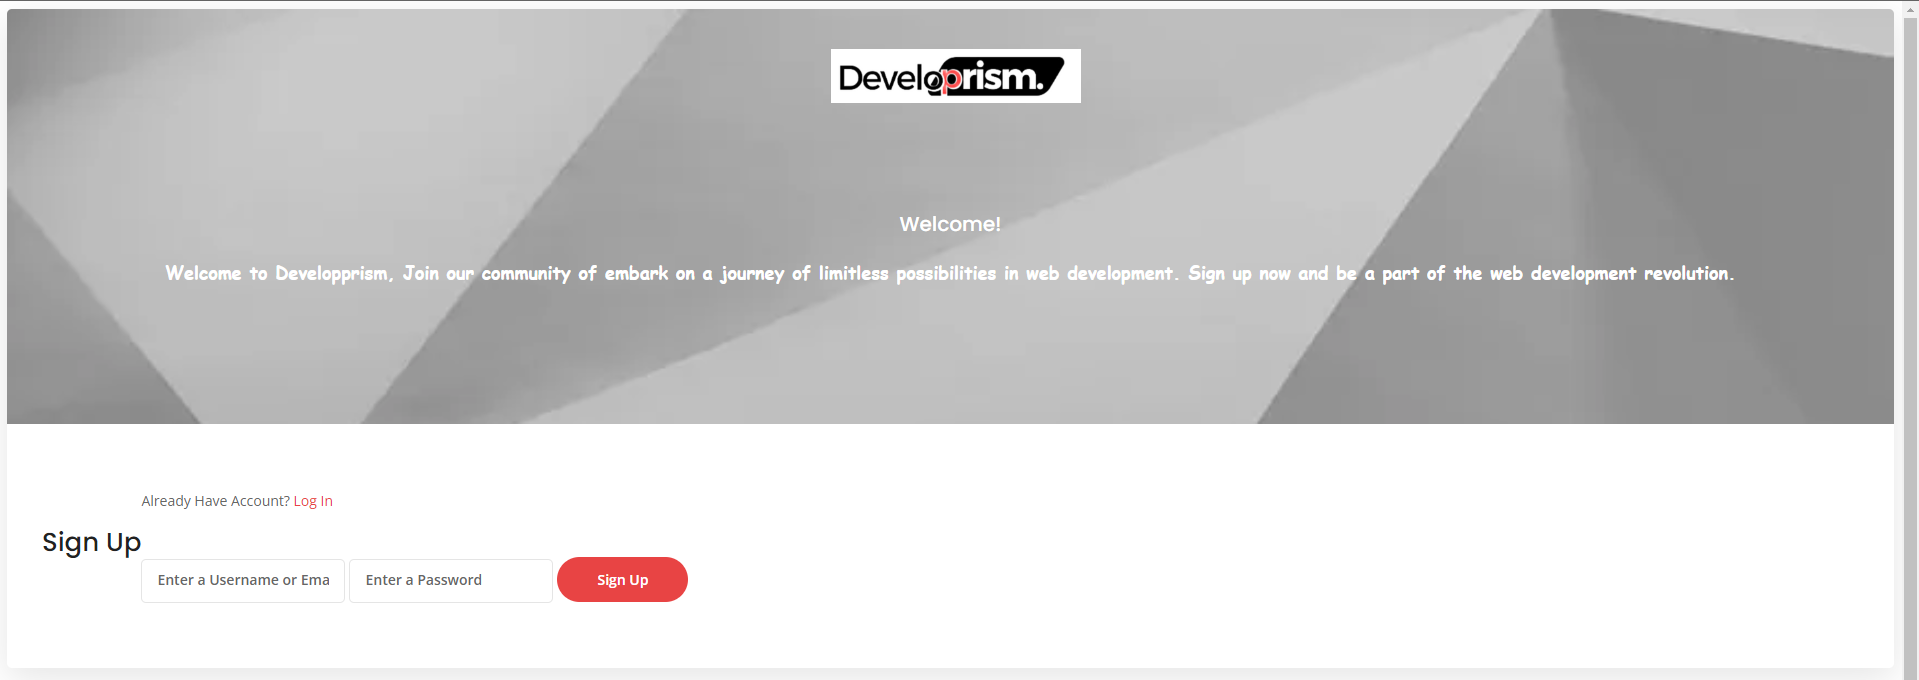 Developrism.
Welcome!
Welcome to Developprism, Join our community of embark on a journey of limitless possibilities in web development. Sign up now and be a part of the web development revolution.
Already Have Account? Log In
Sign Up
Enter a Username or Ema
Enter a Password
Sign Up